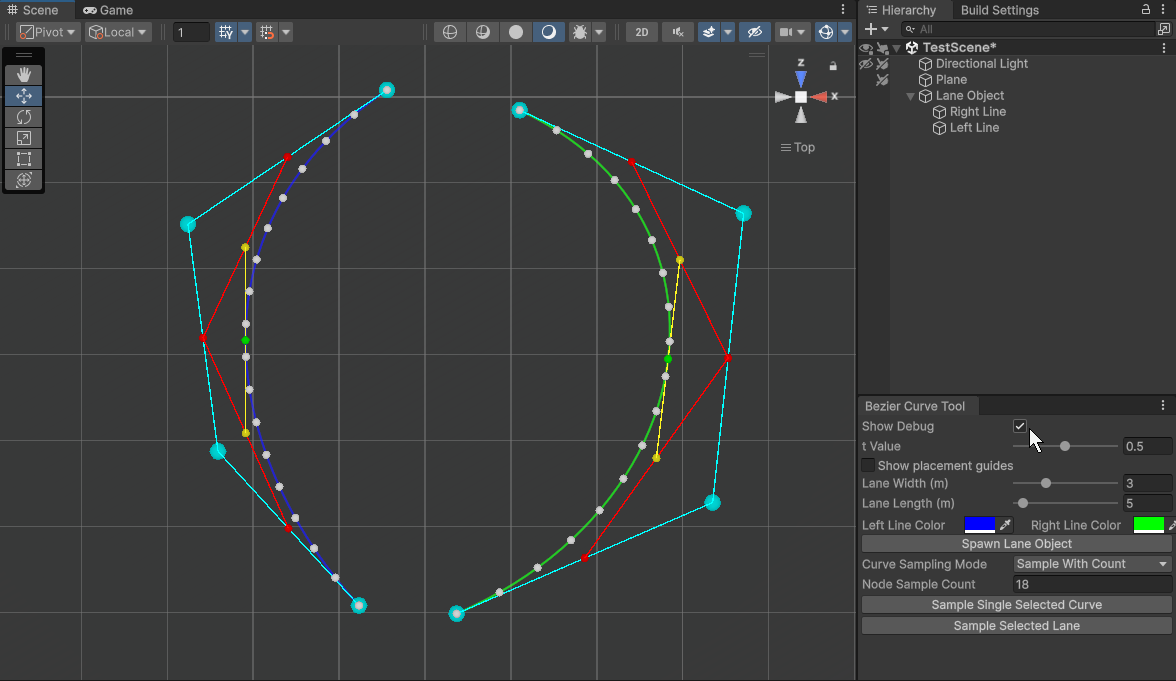 Scene
Game
Pivot
Local
1
2D
z
x
Top
Hierarchy
Build Settings
All
TestScene*
Directional Light
Plane
Lane Object
Right Line
Left Line
Bezier Curve Tool
Show Debug
t Value
0.5
Show placement guides
Lane Width (m)
3
Lane Length (m)
5
Left Line Color
Right Line Color
Spawn Lane Object
Curve Sampling Mode
Sample With Count
Node Sample Count
18
Sample Single Selected Curve
Sample Selected Lane